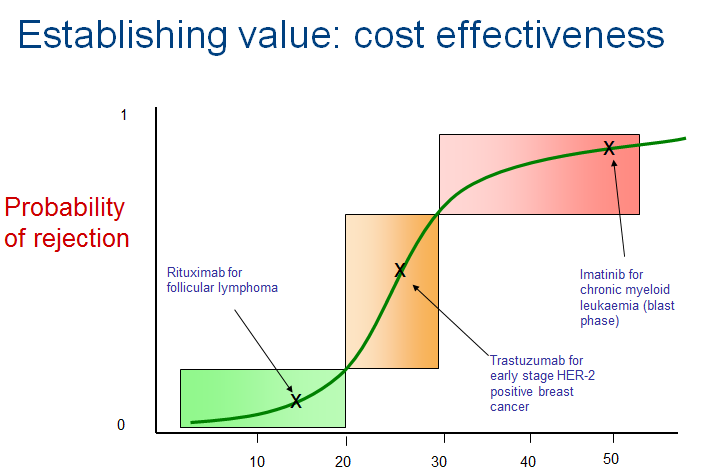 Establishing value: cost effectiveness
1
Probability
of rejection
Rituximab for
follicular lymphoma
X
X
X
Imatinib for
chronic myeloid
leukaemia (blast
phase)
Trastuzumab for
early stage HER-2
positive breast
cancer
0
10 20 30 40 50